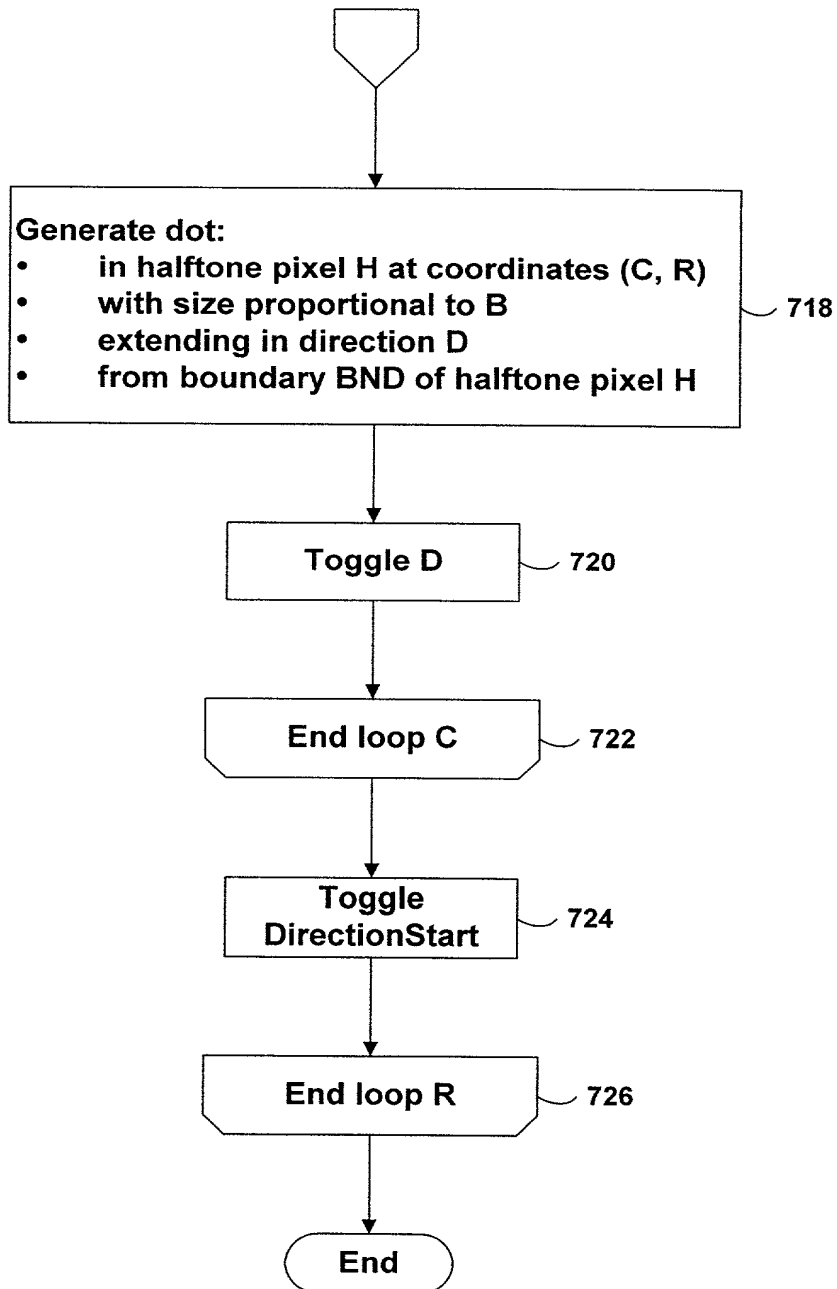 Generate dot:
• in halftone pixel H at coordinates (C, R)
• with size proportional to B
• extending in direction D
• from boundary BND of halftone pixel H
718
Toggle D
720
End loop C
722
Toggle
DirectionStart
724
End loop R
726
End